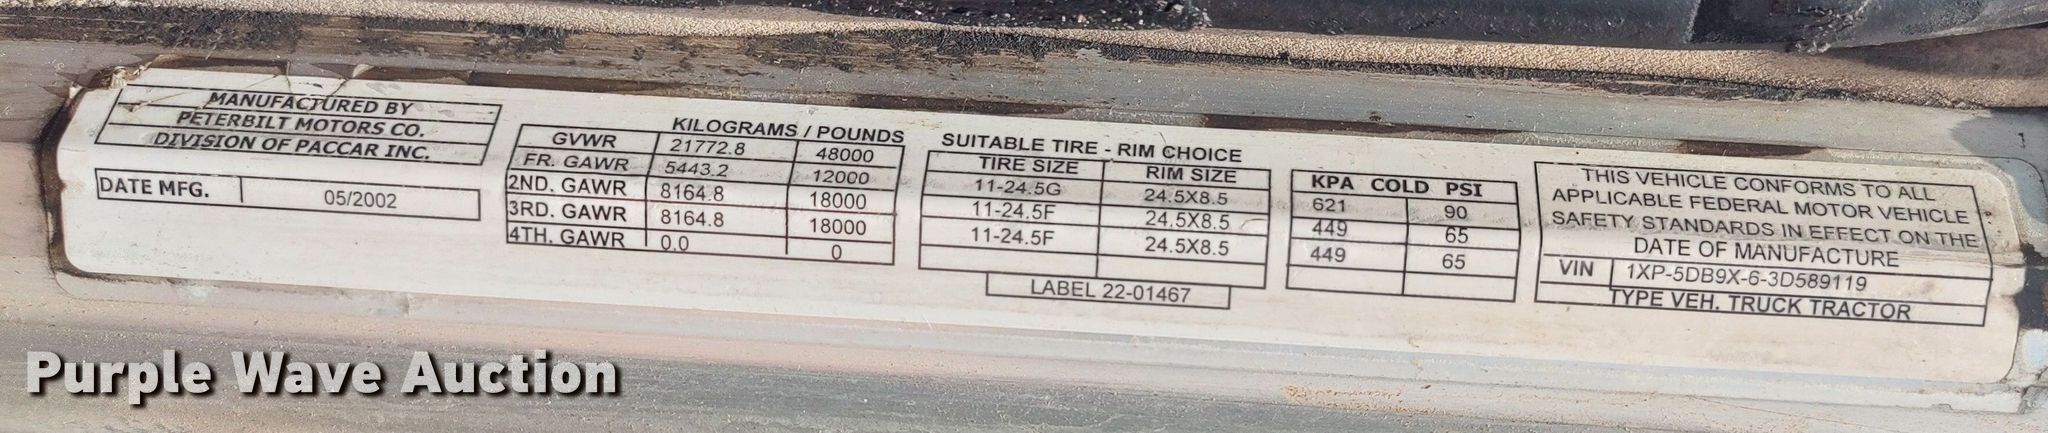 MANUFACTURED BY
PETERBILT MOTORS CO.
DIVISION OF PACCAR INC.
DATE MFG. 05/2002
KILOGRAMS / POUNDS
GVWR 21772.8 48000
FR. GAWR 5443.2 12000
2ND. GAWR 8164.8 18000
3RD. GAWR 8164.8 18000
4TH. GAWR 0.0 0
SUITABLE TIRE - RIM CHOICE
TIRE SIZE RIM SIZE
11-24.5G 24.5X8.5
11-24.5F 24.5X8.5
11-24.5F 24.5X8.5
LABEL 22-01467
KPA COLD PSI
621 90
449 65
449 65
THIS VEHICLE CONFORMS TO ALL
APPLICABLE FEDERAL MOTOR VEHICLE
SAFETY STANDARDS IN EFFECT ON THE
DATE OF MANUFACTURE
VIN 1XP-5DB9X-6-3D589119
TYPE VEH. TRUCK TRACTOR
Purple Wave Auction